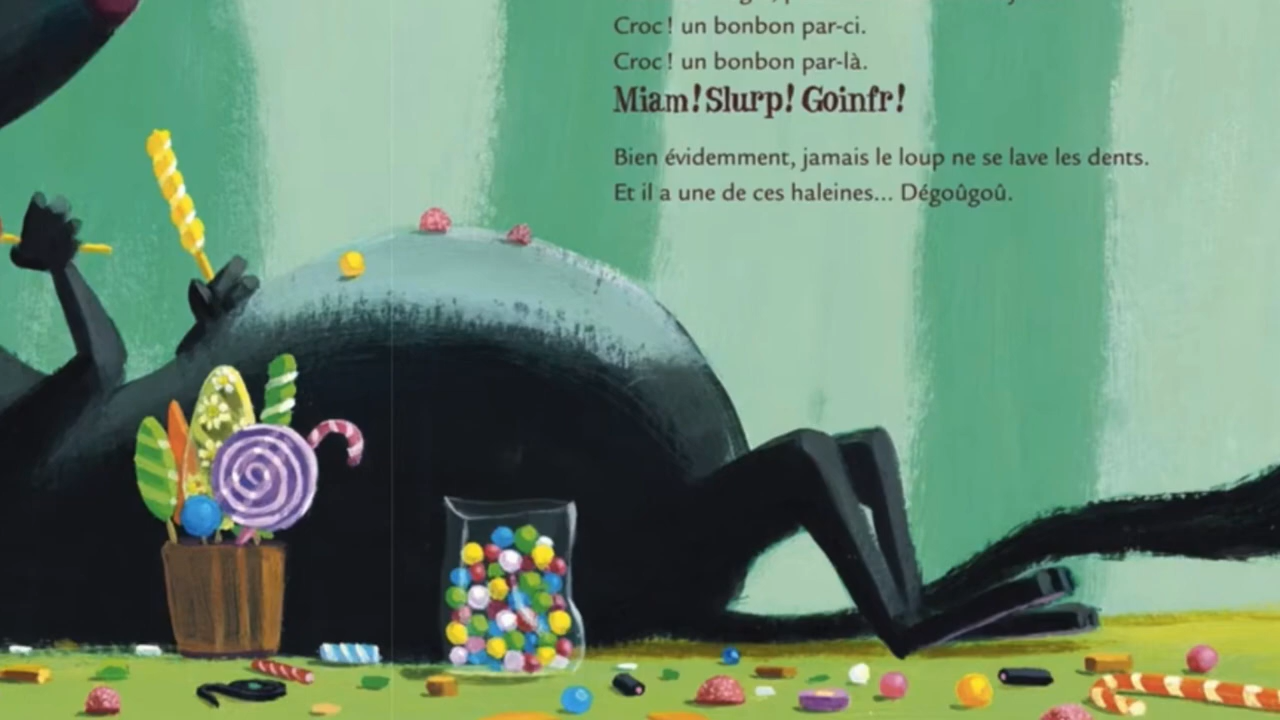 Croc ! un bonbon par-ci.
Croc ! un bonbon par-là.
Miam ! Slurp ! Goinfr !
Bien évidemment, jamais le loup ne se lave les dents.
Et il a une de ces haleines... Dégoûgoû.